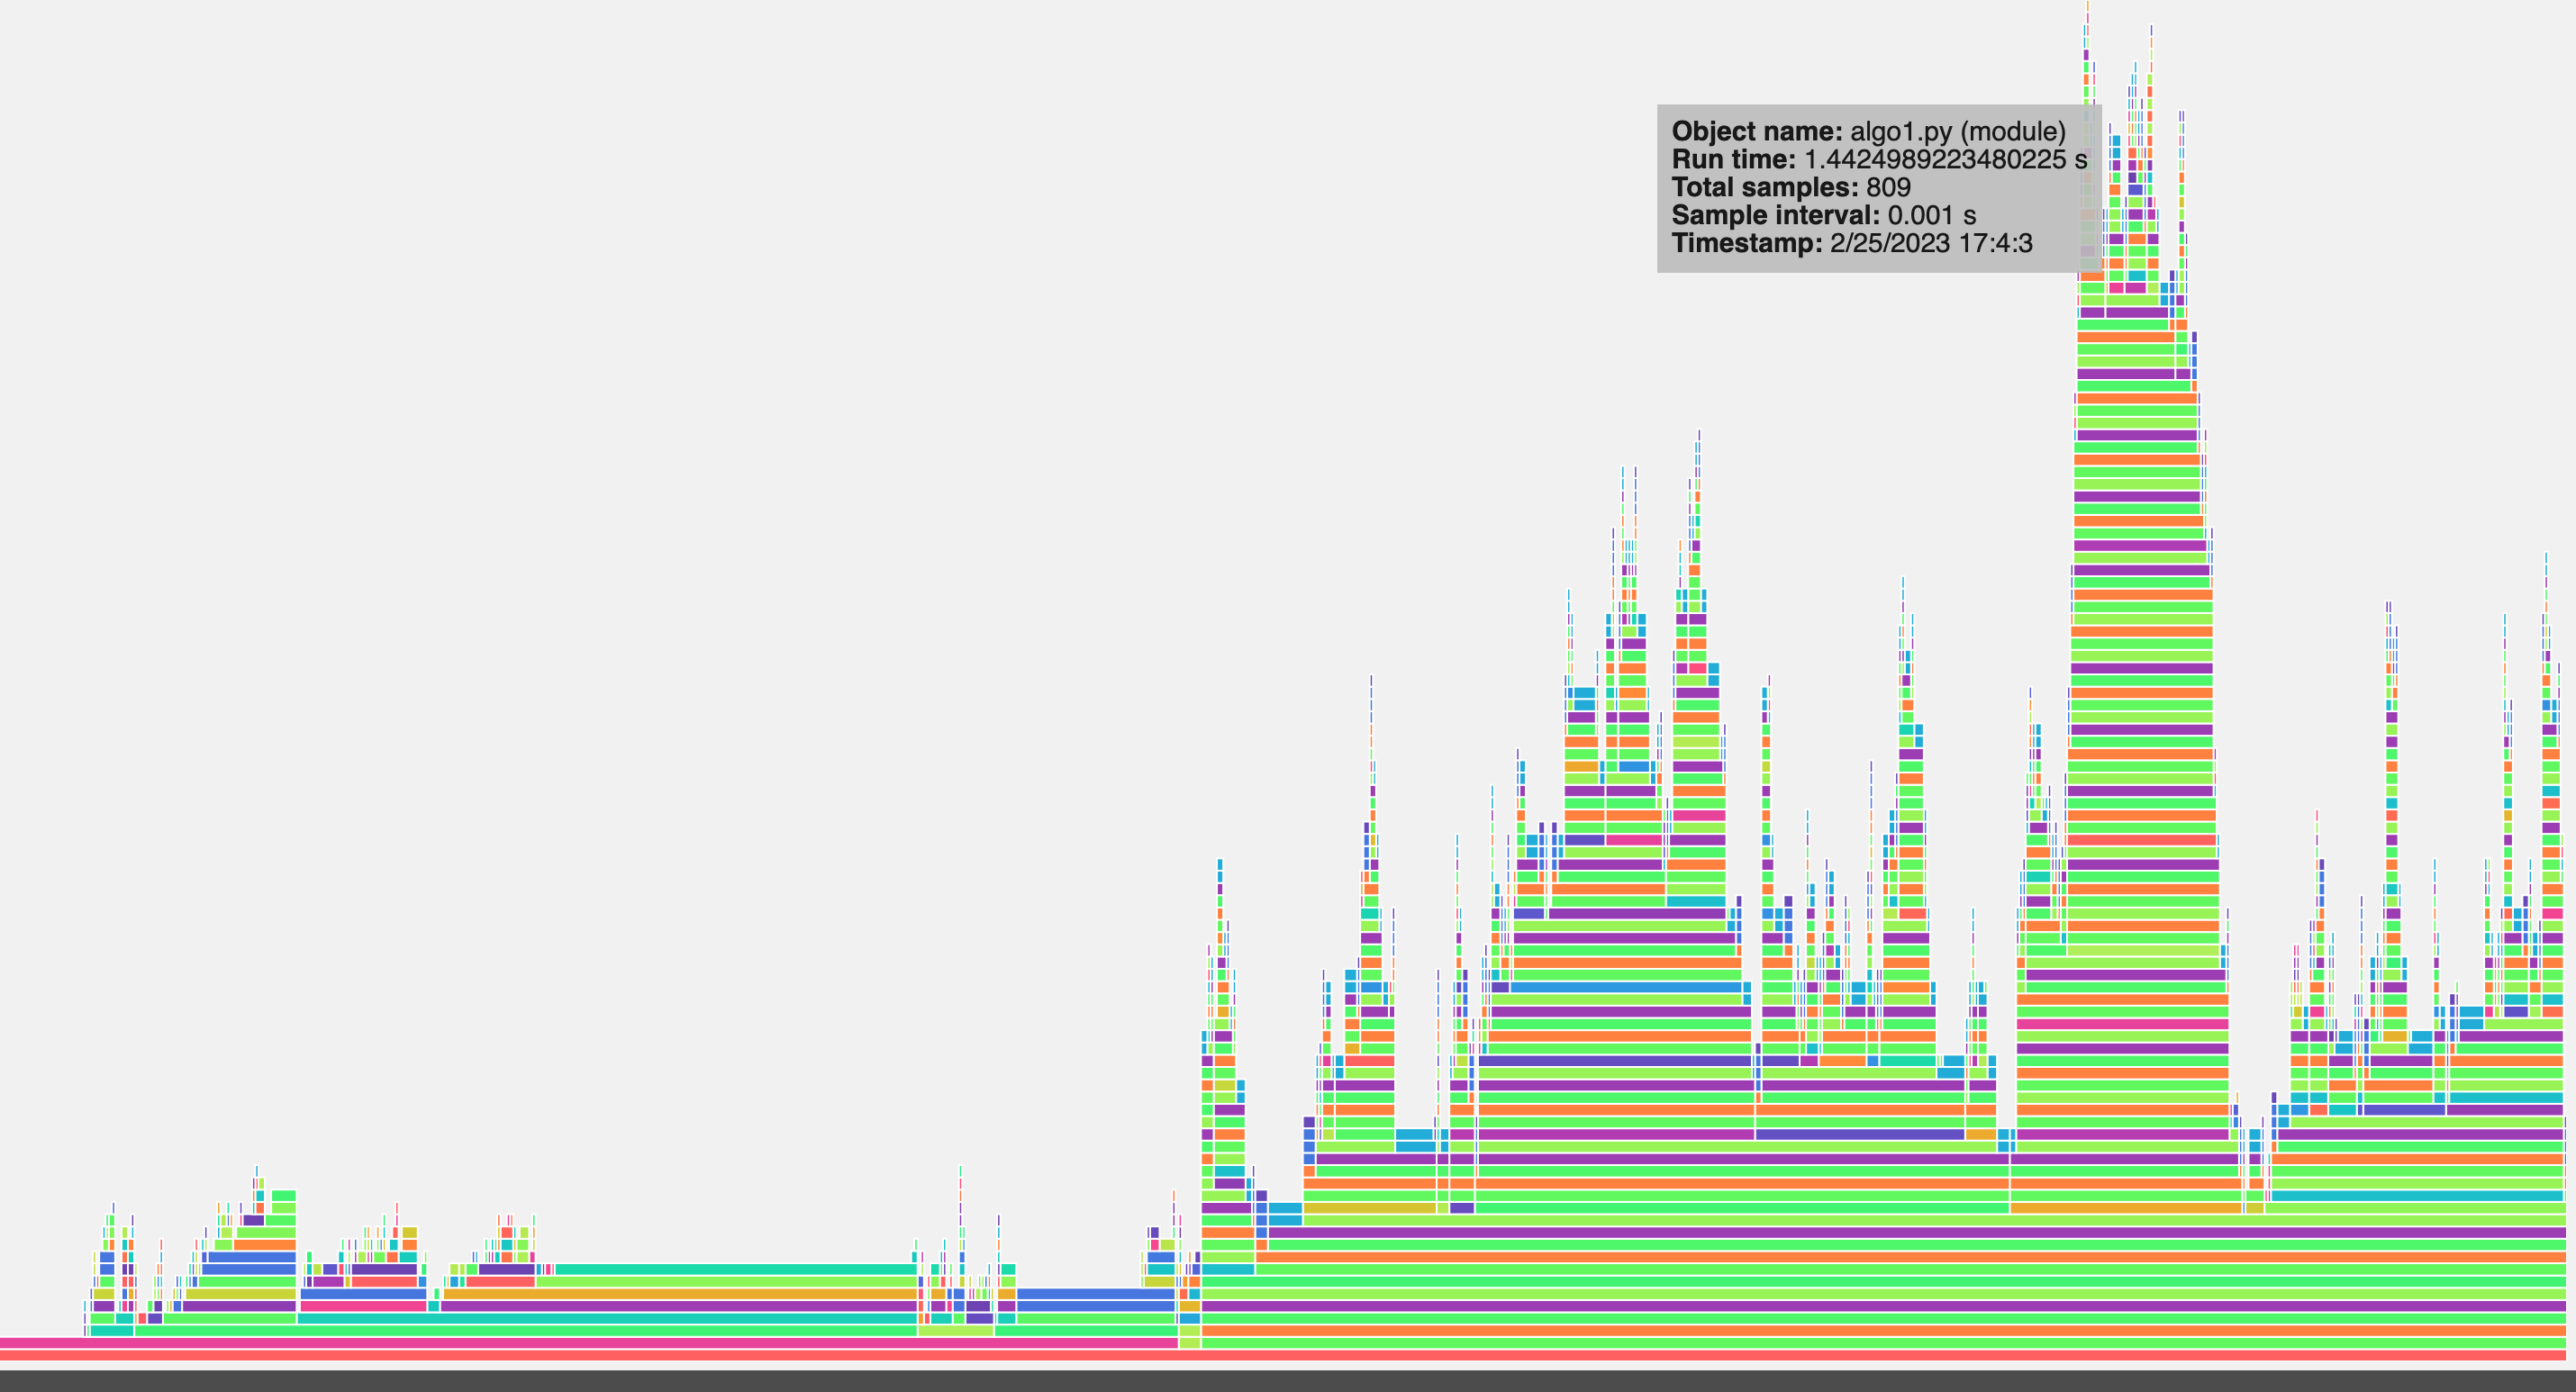 Object name: algo1.py (module)
Run time: 1.4424989223480225 s
Total samples: 809
Sample interval: 0.001 s
Timestamp: 2/25/2023 17:4:3